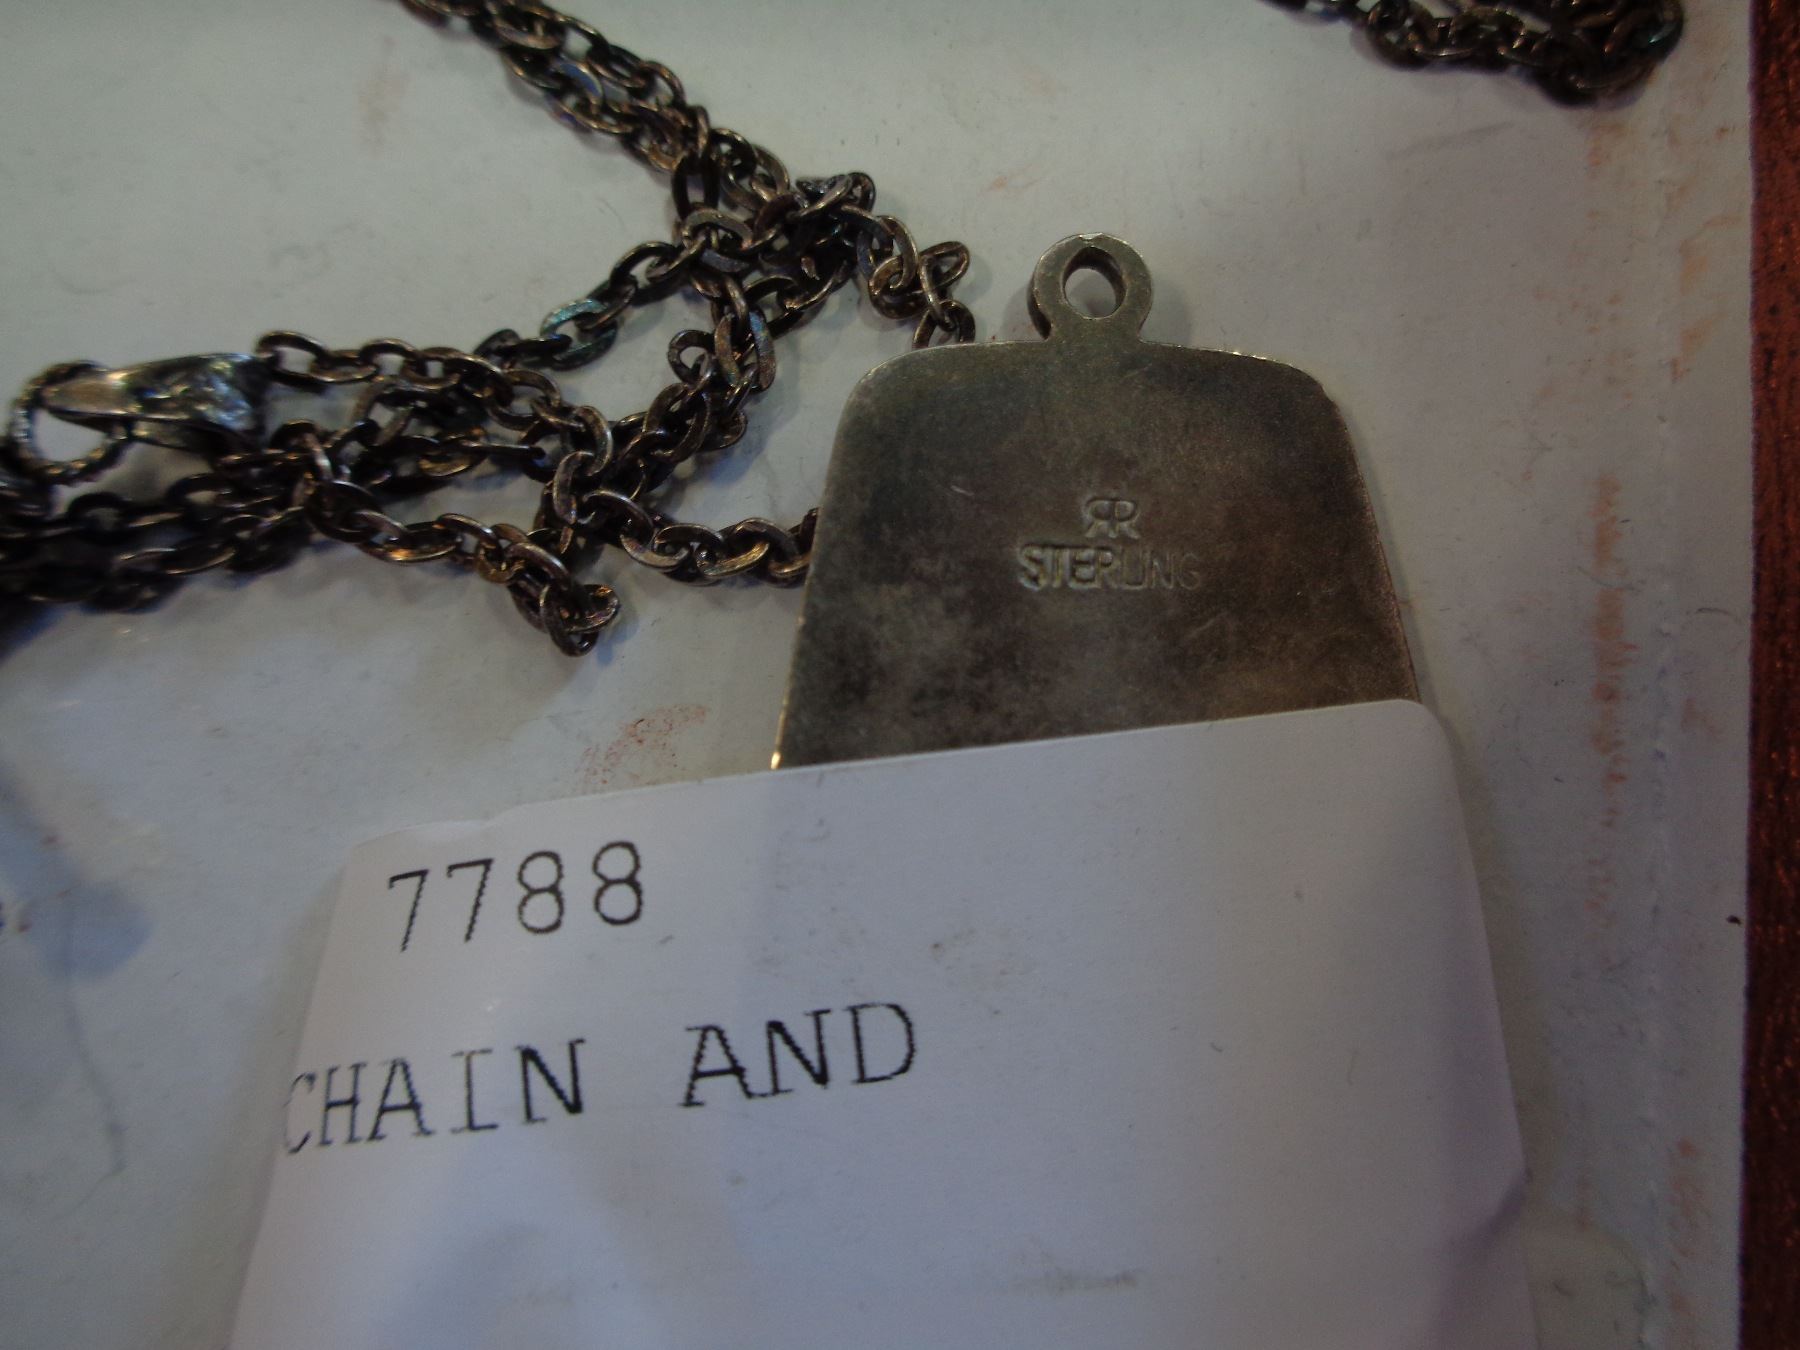 RR
STERLING
7788
CHAIN AND